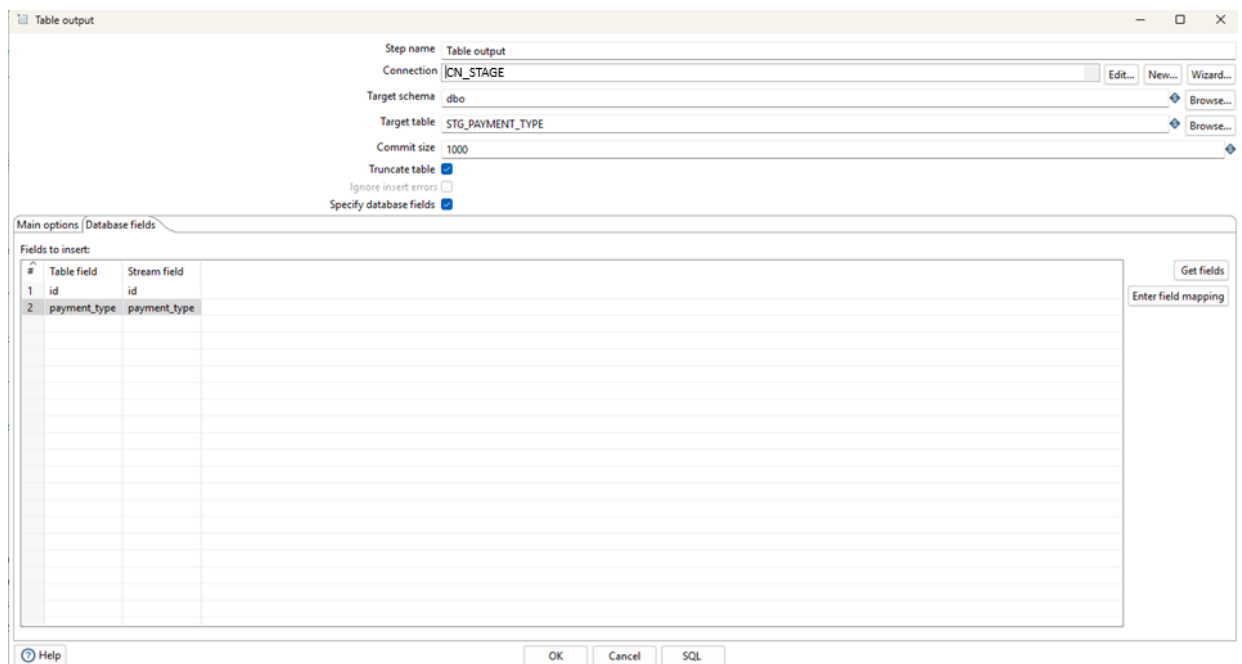 Table output
Step name Table output
Connection CN_STAGE Edit... New... Wizard...
Target schema dbo Browse...
Target table STG_PAYMENT_TYPE Browse...
Commit size 1000
Truncate table
Ignore insert errors
Specify database fields
Main options Database fields
Fields to insert:
# Table field Stream field Get fields
1 id id Enter field mapping
2 payment_type payment_type
Help OK Cancel SQL